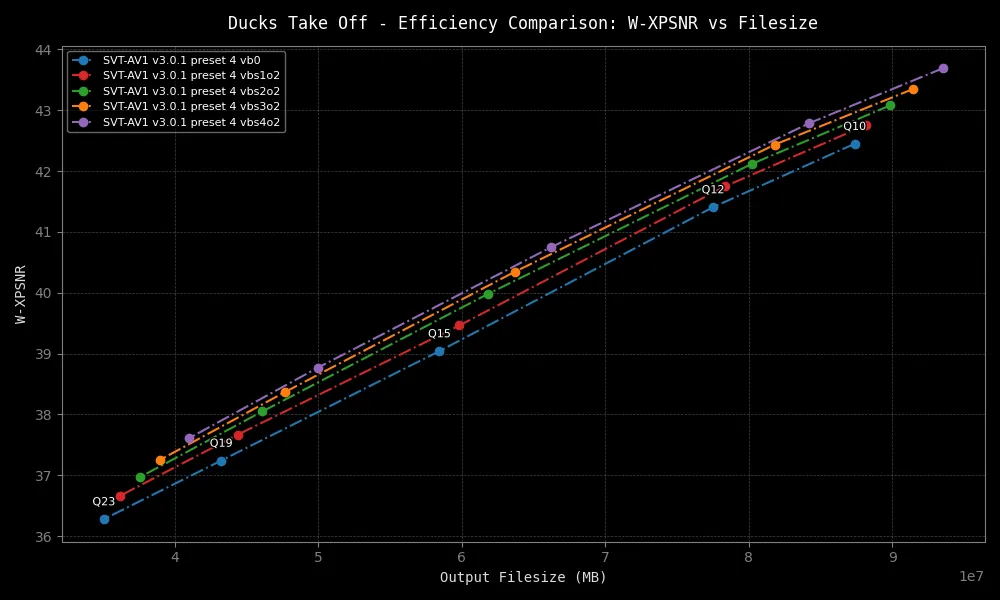 Ducks Take Off - Efficiency Comparison: W-XPSNR vs Filesize
44
43
42
41
40
39
38
37
36
W-XPSNR
SVT-AV1 v3.0.1 preset 4 vb0
SVT-AV1 v3.0.1 preset 4 vbs1o2
SVT-AV1 v3.0.1 preset 4 vbs2o2
SVT-AV1 v3.0.1 preset 4 vbs3o2
SVT-AV1 v3.0.1 preset 4 vbs4o2
Q10
Q12
Q15
Q19
Q23
4 5 6 7 8 9
1e7
Output Filesize (MB)